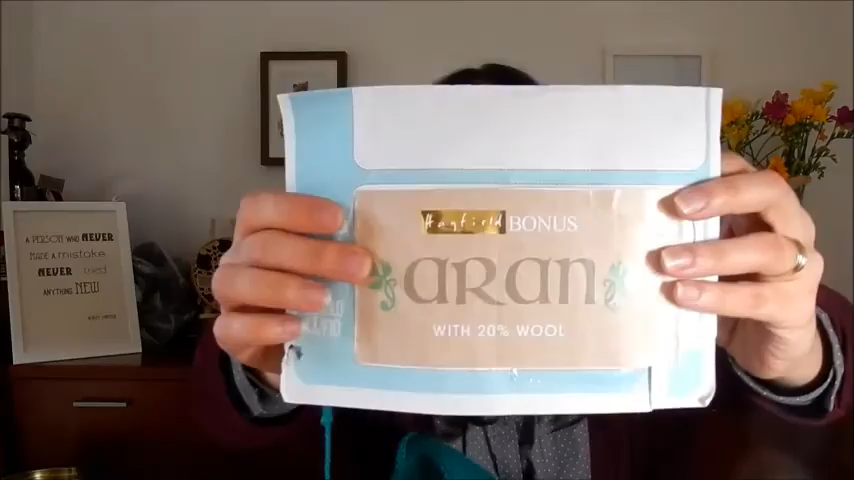 Hayfield BONUS
aran
WITH 20% WOOL
A PERSON WHO NEVER
MADE A mistake
NEVER tried
ANYTHING NEW